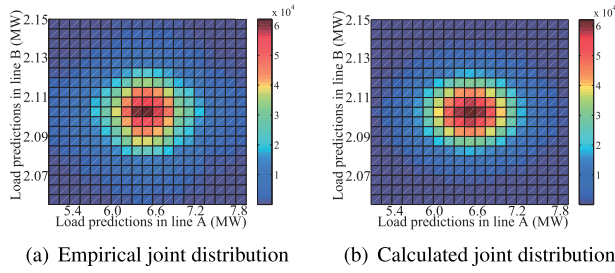 x 10⁴
6
5
4
3
2
1
2.15
2.13
2.11
2.09
2.07
Load predictions in line B (MW)
5.4 6.0 6.6 7.2 7.8
Load predictions in line A (MW)
(a) Empirical joint distribution
x 10⁴
6
5
4
3
2
1
2.15
2.13
2.11
2.09
2.07
Load predictions in line B (MW)
5.4 6.0 6.6 7.2 7.8
Load predictions in line A (MW)
(b) Calculated joint distribution